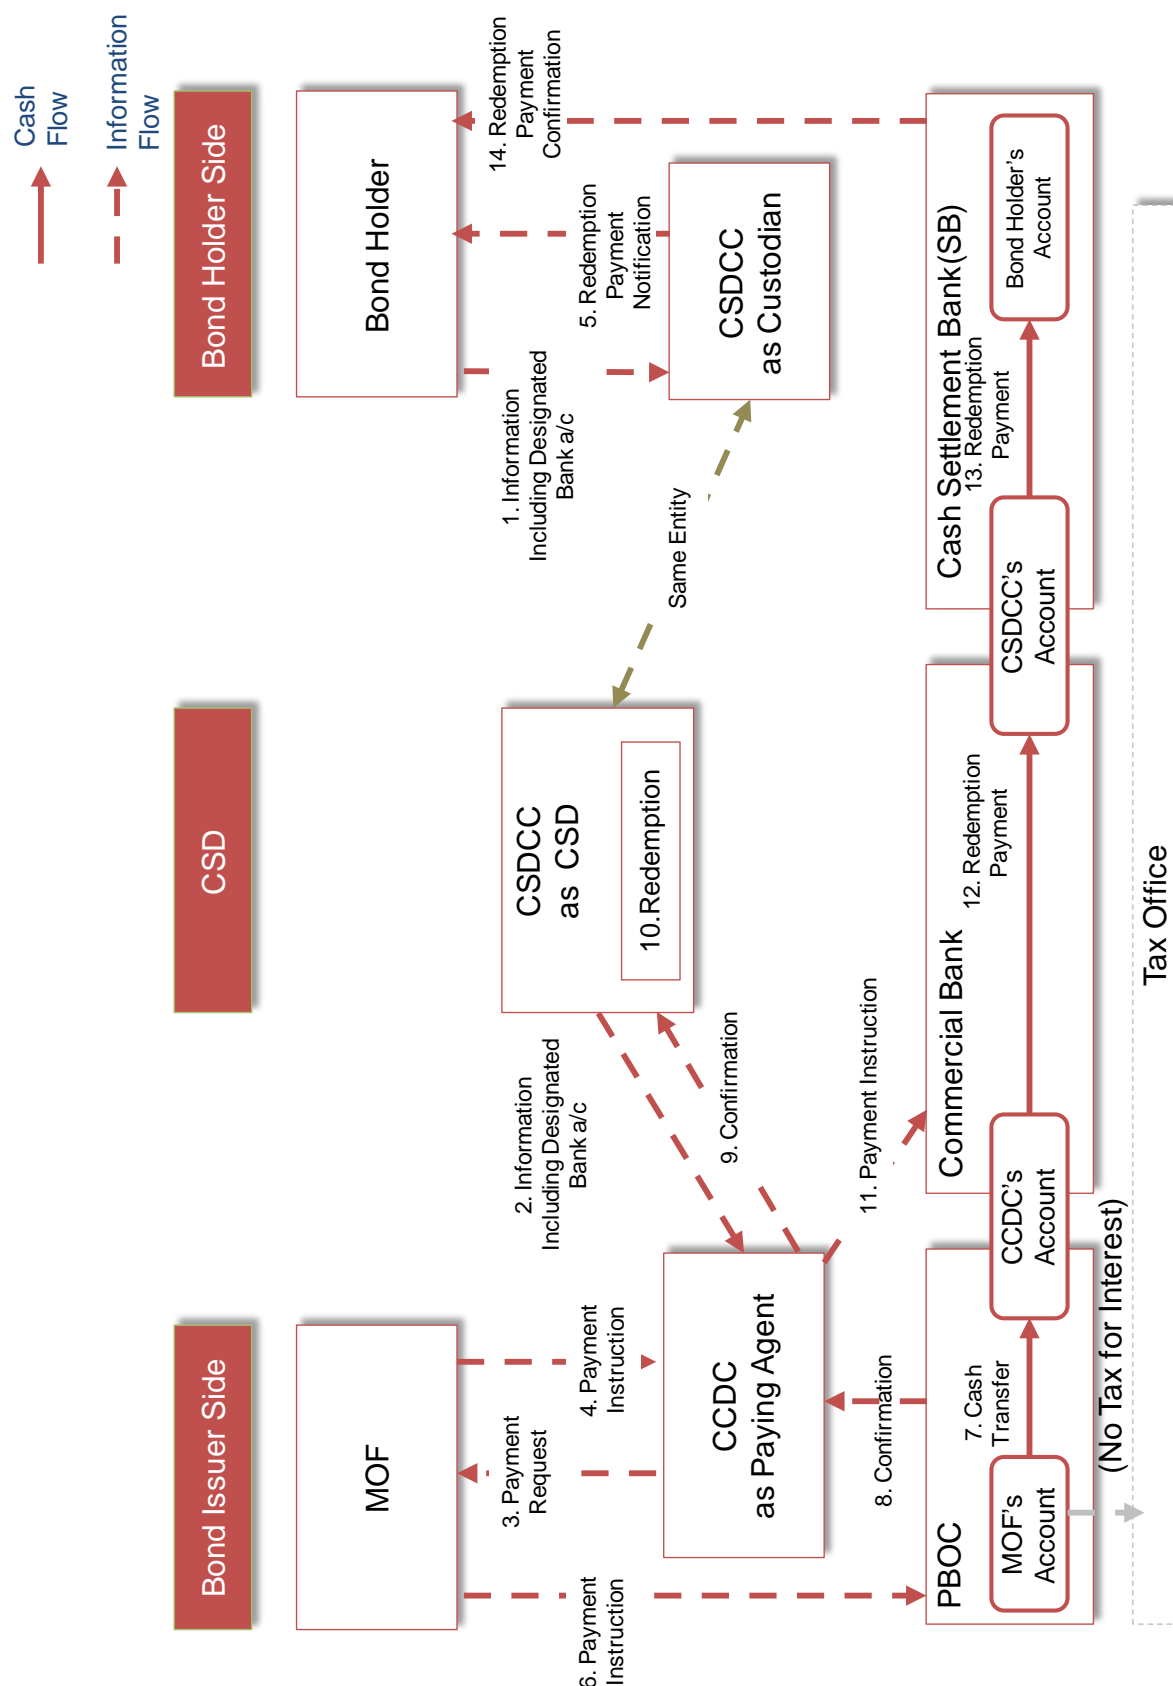 Cash
Flow
Information
Flow
Bond Issuer Side
CSD
Bond Holder Side
MOF
Bond Holder
3. Payment
Request
4. Payment
Instruction
6. Payment
Instruction
CCDC
as Paying Agent
2. Information
Including Designated
Bank a/c
9. Confirmation
CSDCC
as CSD
10.Redemption
Same Entity
1. Information
Including Designated
Bank a/c
5. Redemption
Payment
Notification
14. Redemption
Payment
Confirmation
CSDCC
as Custodian
8. Confirmation
11. Payment Instruction
PBOC
7. Cash
Transfer
MOF's
Account
CCDC's
Account
Commercial Bank
12. Redemption
Payment
CSDCC's
Account
Cash Settlement Bank(SB)
13. Redemption
Payment
Bond Holder's
Account
(No Tax for Interest)
Tax Office